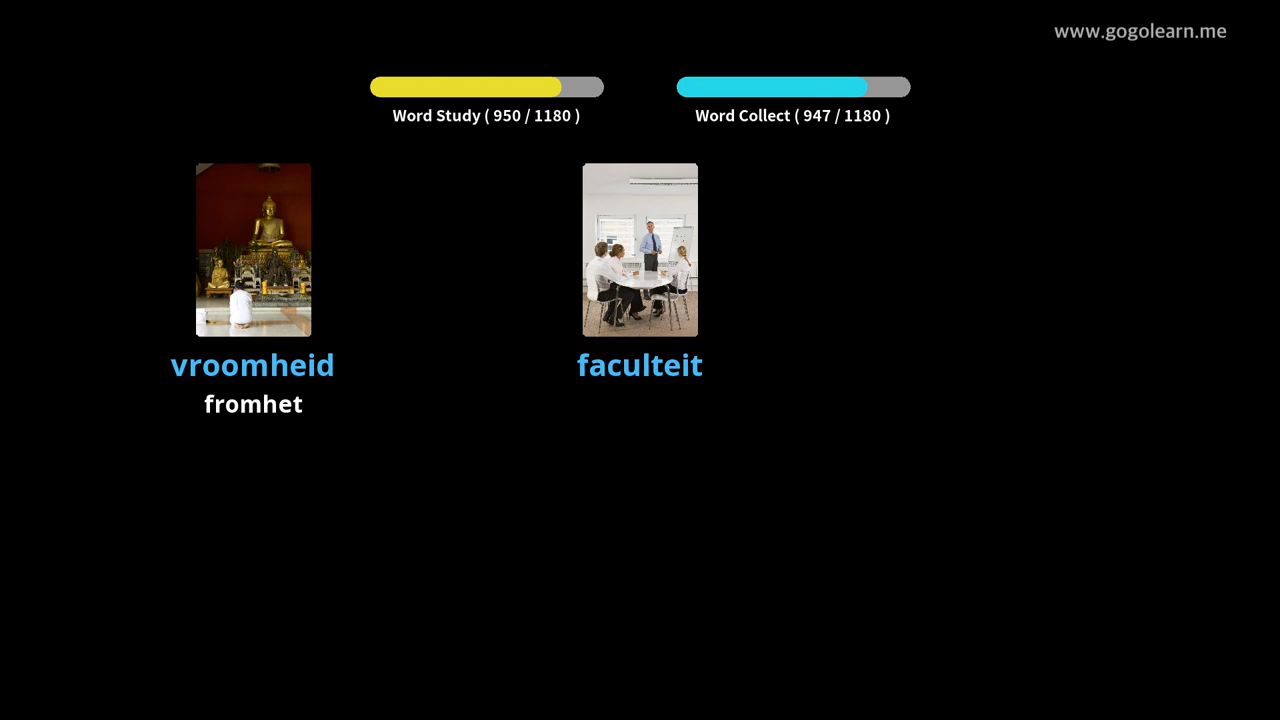 www.gogolearn.me
Word Study ( 950 / 1180 )
Word Collect ( 947 / 1180 )
vroomheid
faculteit
fromhet